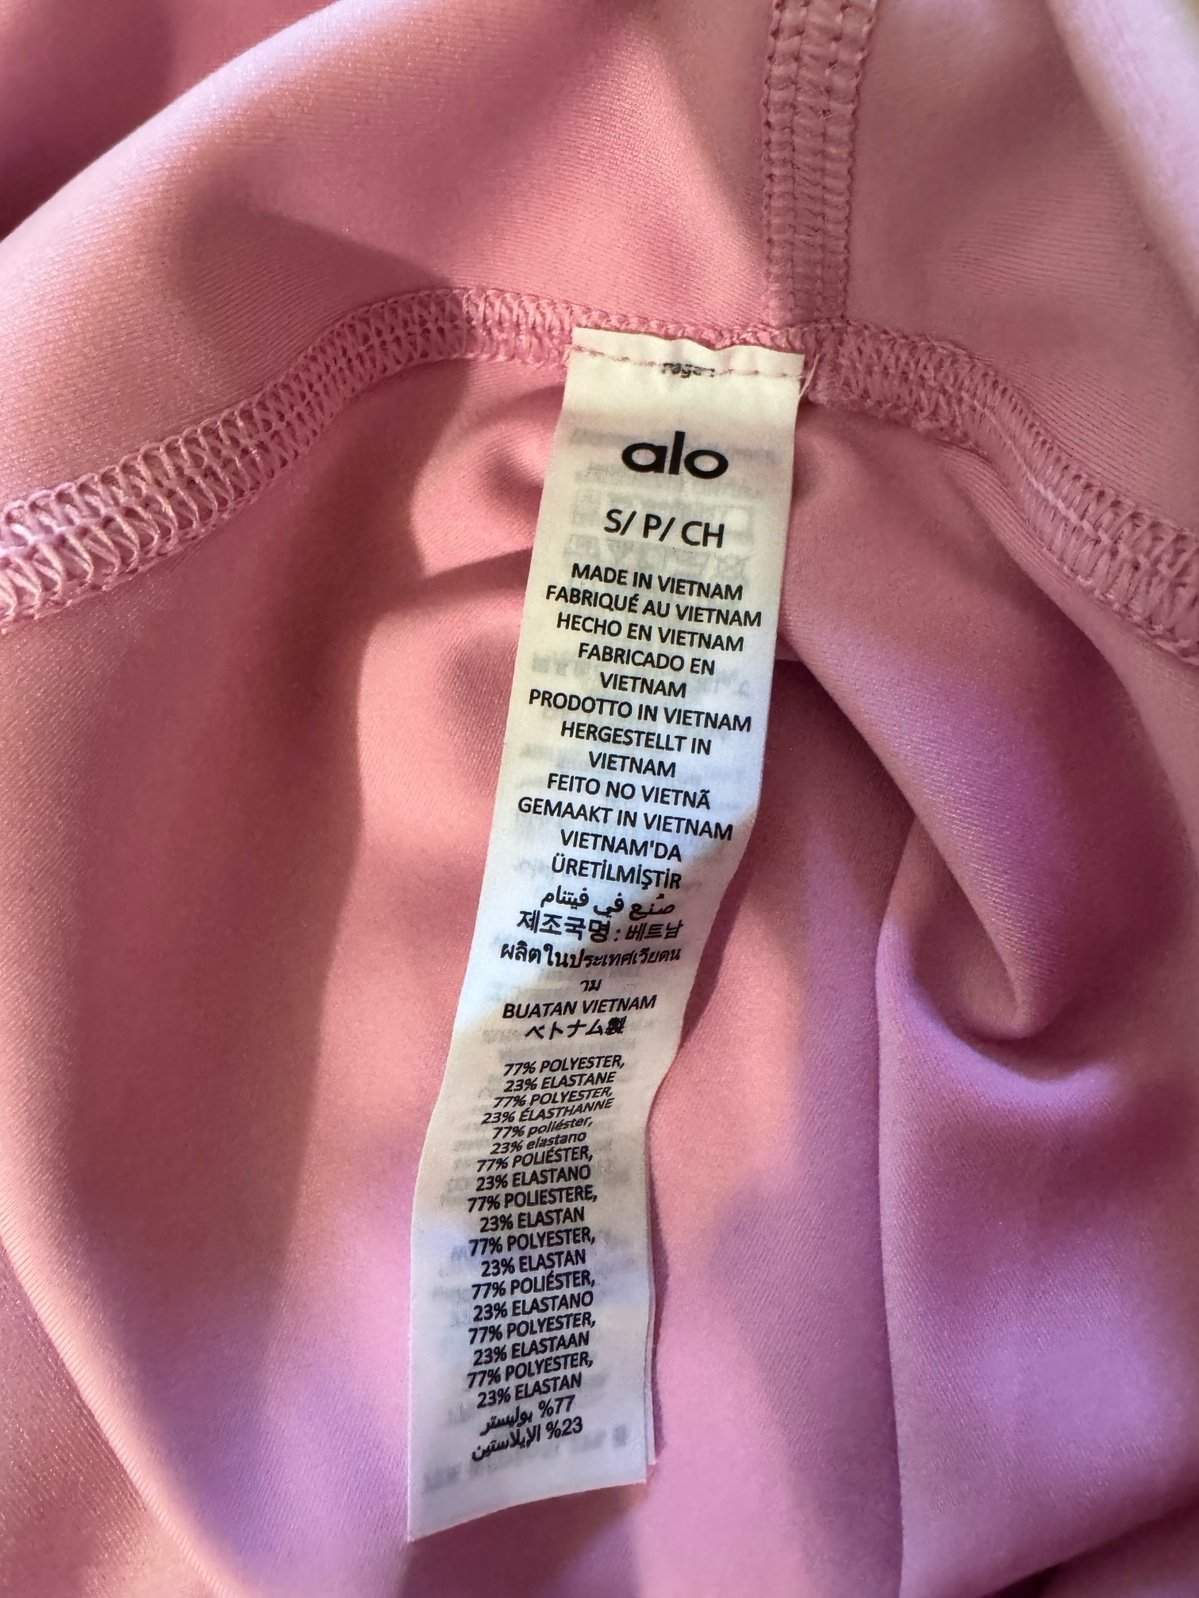 alo
S/ P/ CH
MADE IN VIETNAM
FABRIQUÉ AU VIETNAM
HECHO EN VIETNAM
FABRICADO EN
VIETNAM
PRODOTTO IN VIETNAM
HERGESTELLT IN
VIETNAM
FEITO NO VIETNÃ
GEMAAKT IN VIETNAM
VIETNAM'DA
ÜRETİLMİŞTİR
صُنع في فيتنام
제조국명 : 베트남
ผลิตในประเทศเวียดน
าม
BUATAN VIETNAM
ベトナム製
77% POLYESTER,
23% ELASTANE
77% POLYESTER,
23% ÉLASTHANNE
77% poliéster,
23% elastano
77% POLIÉSTER,
23% ELASTANO
77% POLIESTERE,
23% ELASTAN
77% POLYESTER,
23% ELASTAN
77% POLIÉSTER,
23% ELASTANO
77% POLYESTER,
23% ELASTAAN
77% POLYESTER,
23% ELASTAN
77% بوليستر
23% الإيلاستين